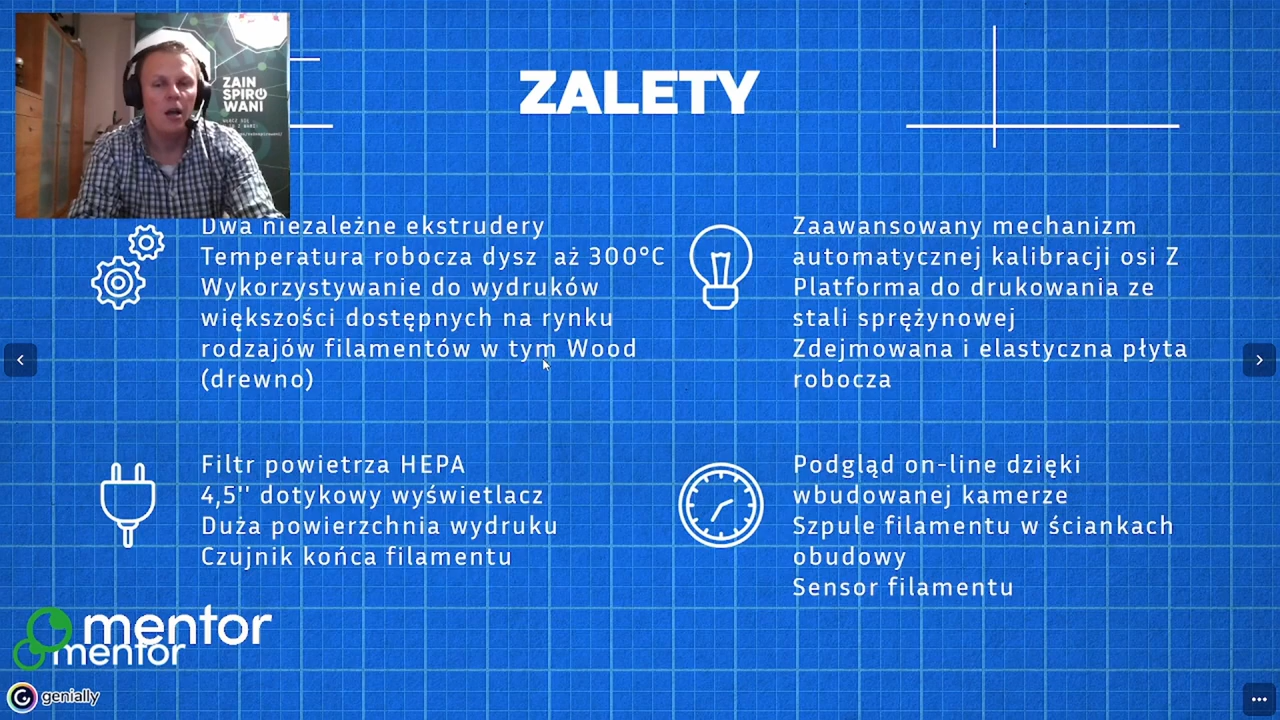 ZALETY
ZAIN
SPIRO
WANI
Dwa niezależne ekstrudery
Temperatura robocza dysz aż 300°C
Wykorzystywanie do wydruków
większości dostępnych na rynku
rodzajów filamentów w tym Wood
(drewno)
Zaawansowany mechanizm
automatycznej kalibracji osi Z
Platforma do drukowania ze
stali sprężynowej
Zdejmowana i elastyczna płyta
robocza
Filtr powietrza HEPA
4,5'' dotykowy wyświetlacz
Duża powierzchnia wydruku
Czujnik końca filamentu
Podgląd on-line dzięki
wbudowanej kamerze
Szpule filamentu w ściankach
obudowy
Sensor filamentu
mentor
mentor
genially